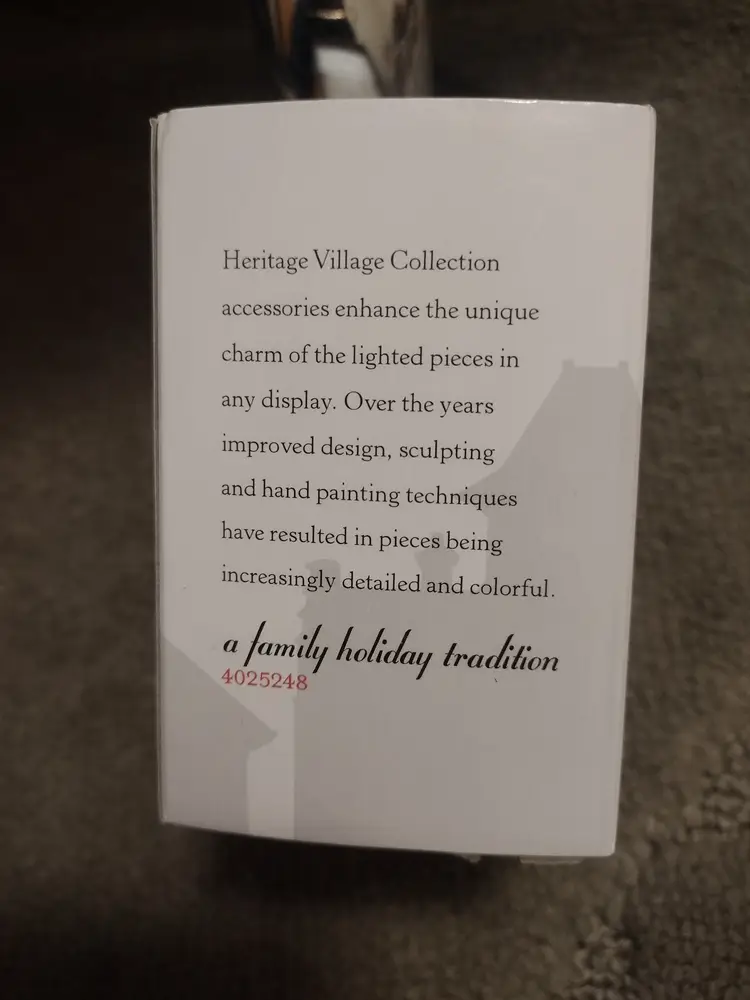 Heritage Village Collection
accessories enhance the unique
charm of the lighted pieces in
any display. Over the years
improved design, sculpting
and hand painting techniques
have resulted in pieces being
increasingly detailed and colorful.
a family holiday tradition
4025248